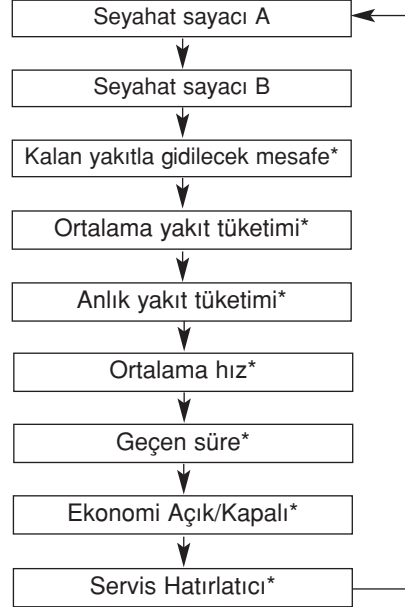 Seyahat sayacı A
Seyahat sayacı B
Kalan yakıtla gidilecek mesafe*
Ortalama yakıt tüketimi*
Anlık yakıt tüketimi*
Ortalama hız*
Geçen süre*
Ekonomi Açık/Kapalı*
Servis Hatırlatıcı*